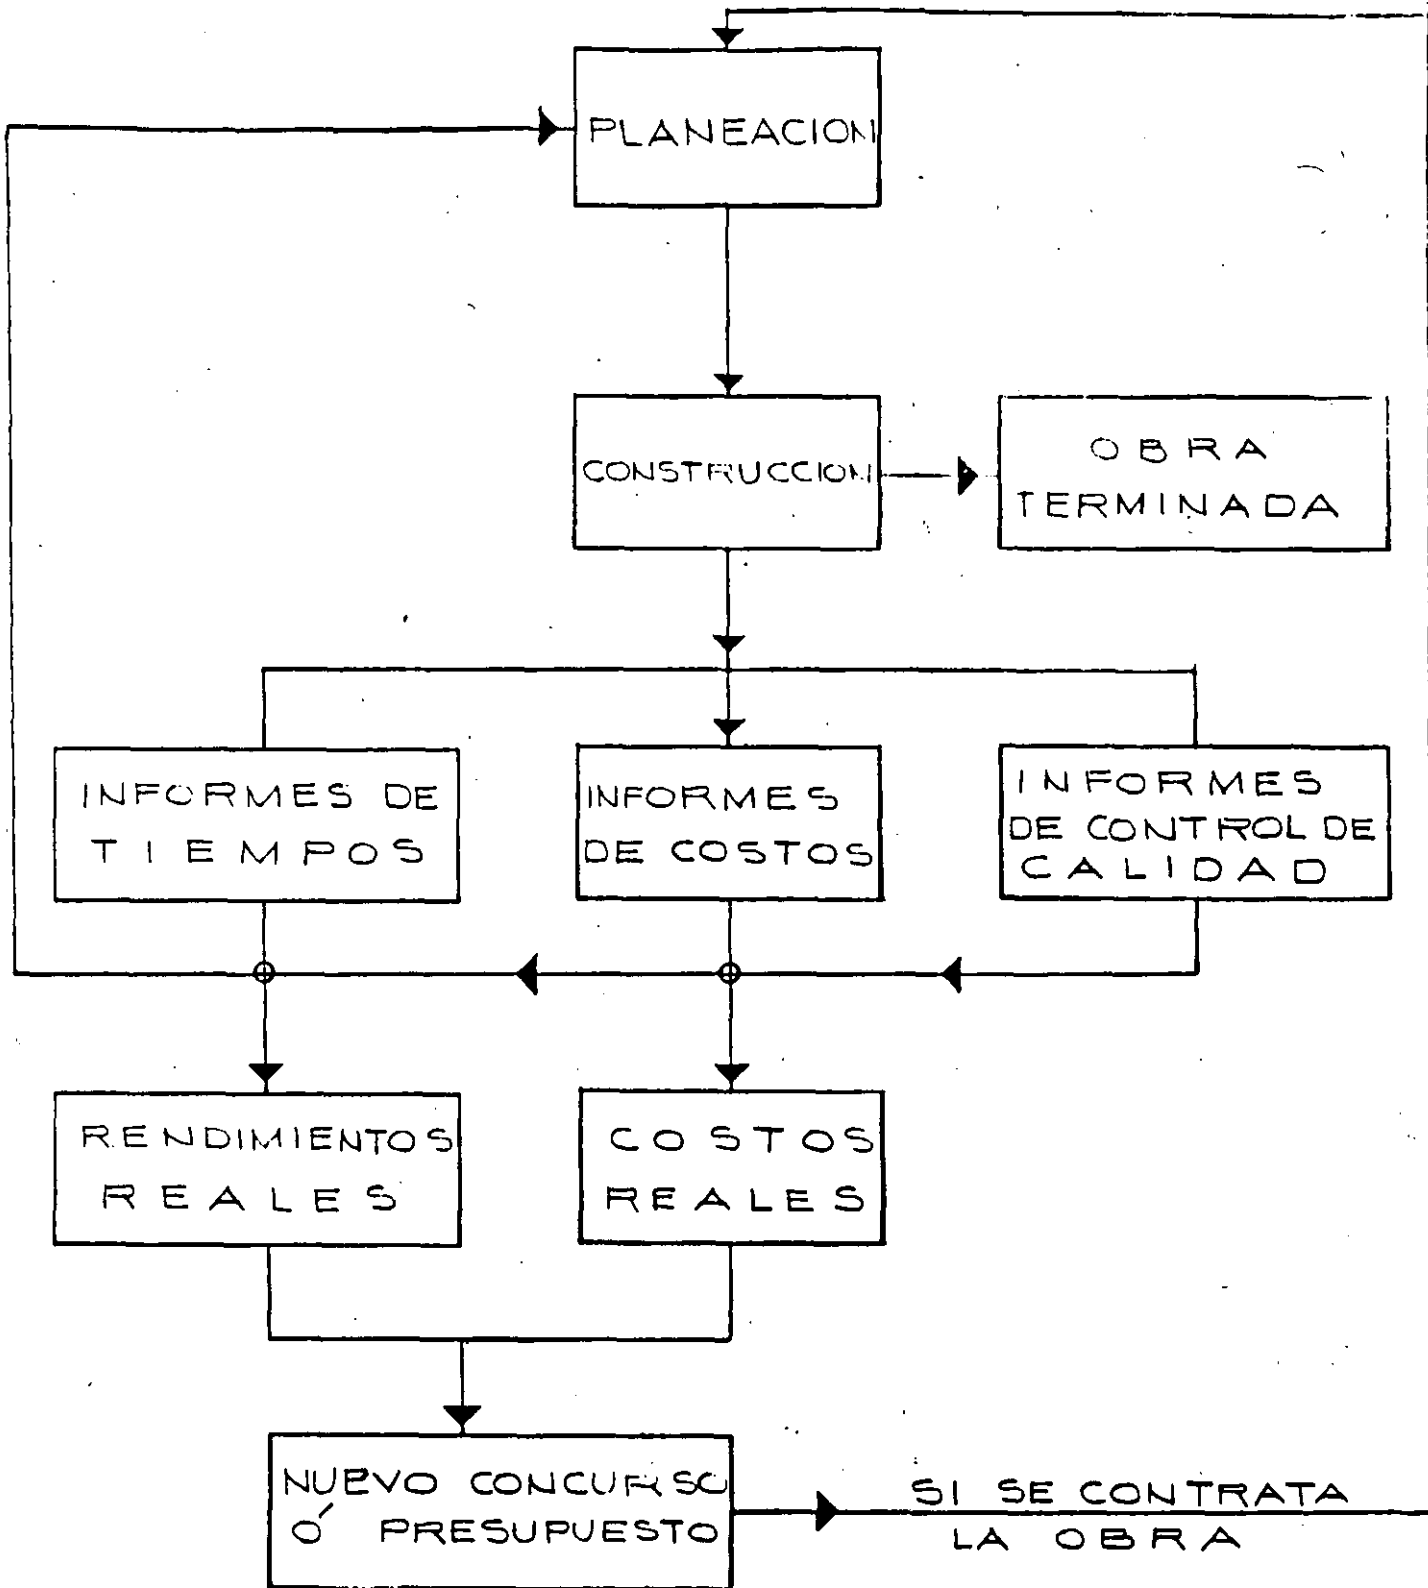 PLANEACION
CONSTRUCCION
OBRA
TERMINADA
INFORMES DE
TIEMPOS
INFORMES
DE COSTOS
INFORMES
DE CONTROL DE
CALIDAD
RENDIMIENTOS
REALES
COSTOS
REALES
NUEVO CONCURSO
Ó PRESUPUESTO
SI SE CONTRATA
LA OBRA